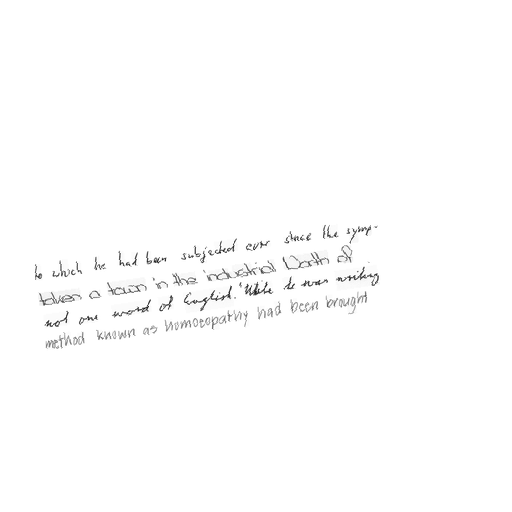 to which he had been subjected ever since the symp-
taken a town in the industrial North of
not one word of English. While he was writing
method known as homoeopathy had been brought